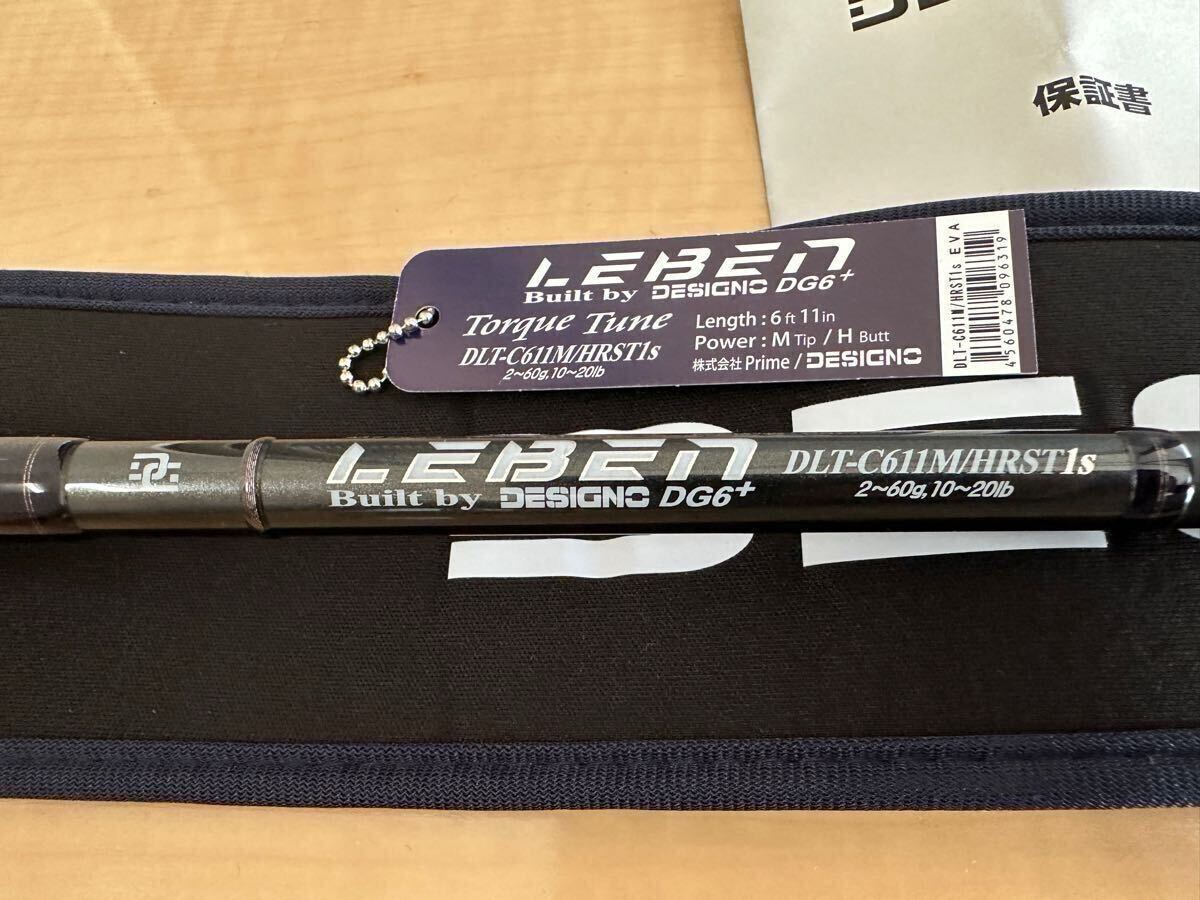 保証書
LEBEN
Built by DESIGNO DG6+
Torque Tune
DLT-C611M/HRST1s
2~60g,10~20lb
Length : 6 ft 11 in
Power : M Tip / H Butt
株式会社 Prime / DESIGNO
DLT-C611M/HRST1s EVA
4560478096319
LEBEN
Built by DESIGNO DG6+
DLT-C611M/HRST1s
2~60g,10~20lb